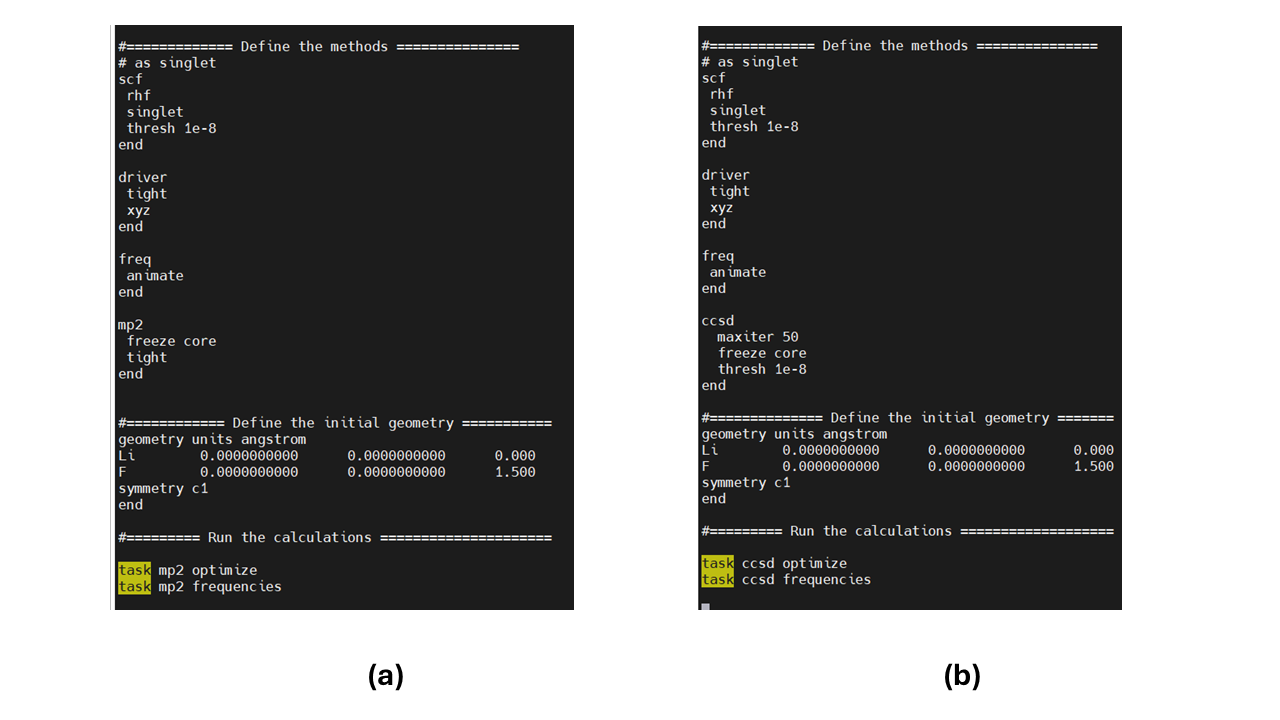 #============= Define the methods ===============
# as singlet
scf
 rhf
 singlet
 thresh 1e-8
end
driver
 tight
 xyz
end
freq
 animate
end
mp2
 freeze core
 tight
end
#============ Define the initial geometry ===========
geometry units angstrom
Li        0.0000000000      0.0000000000      0.000
F         0.0000000000      0.0000000000      1.500
symmetry c1
end
#========= Run the calculations =====================
task mp2 optimize
task mp2 frequencies
(a)
#============= Define the methods ===============
# as singlet
scf
 rhf
 singlet
 thresh 1e-8
end
driver
 tight
 xyz
end
freq
 animate
end
ccsd
  maxiter 50
  freeze core
  thresh 1e-8
end
#============== Define the initial geometry =======
geometry units angstrom
Li        0.0000000000      0.0000000000      0.000
F         0.0000000000      0.0000000000      1.500
symmetry c1
end
#========= Run the calculations ===================
task ccsd optimize
task ccsd frequencies
(b)